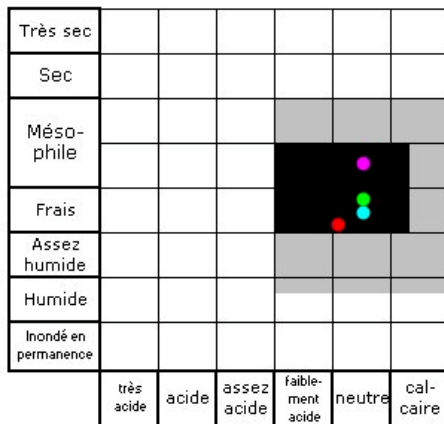 Très sec
Sec
Méso-
phile
Frais
Assez
humide
Humide
Inondé en
permanence
très
acide
acide
assez
acide
faible-
ment
acide
neutre
cal-
caire